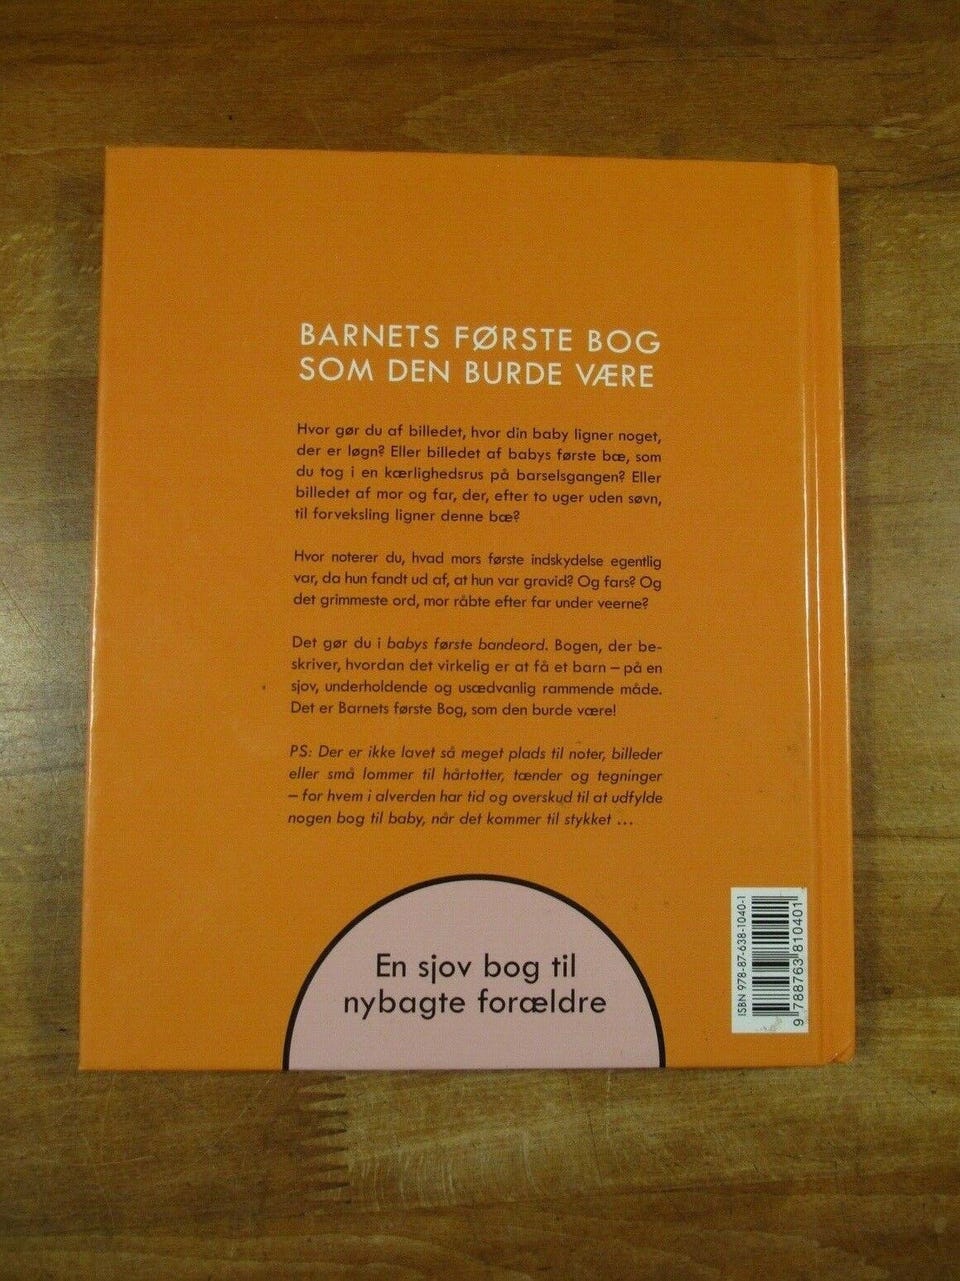 BARNETS FØRSTE BOG
SOM DEN BURDE VÆRE
Hvor gør du af billedet, hvor din baby ligner noget,
der er løgn? Eller billedet af babys første bæ, som
du tog i en kærlighedsrus på barselsgangen? Eller
billedet af mor og far, der, efter to uger uden søvn,
til forveksling ligner denne bæ?
Hvor noterer du, hvad mors første indskydelse egentlig
var, da hun fandt ud af, at hun var gravid? Og fars? Og
det grimmeste ord, mor råbte efter far under veerne?
Det gør du i babys første bandeord. Bogen, der be-
skriver, hvordan det virkelig er at få et barn – på en
sjov, underholdende og usædvanlig rammende måde.
Det er Barnets første Bog, som den burde være!
PS: Der er ikke lavet så meget plads til noter, billeder
eller små lommer til hårtotter, tænder og tegninger
– for hvem i alverden har tid og overskud til at udfylde
nogen bog til baby, når det kommer til stykket ...
En sjov bog til
nybagte forældre
ISBN 978-87-638-1040-1
9 788763 810401